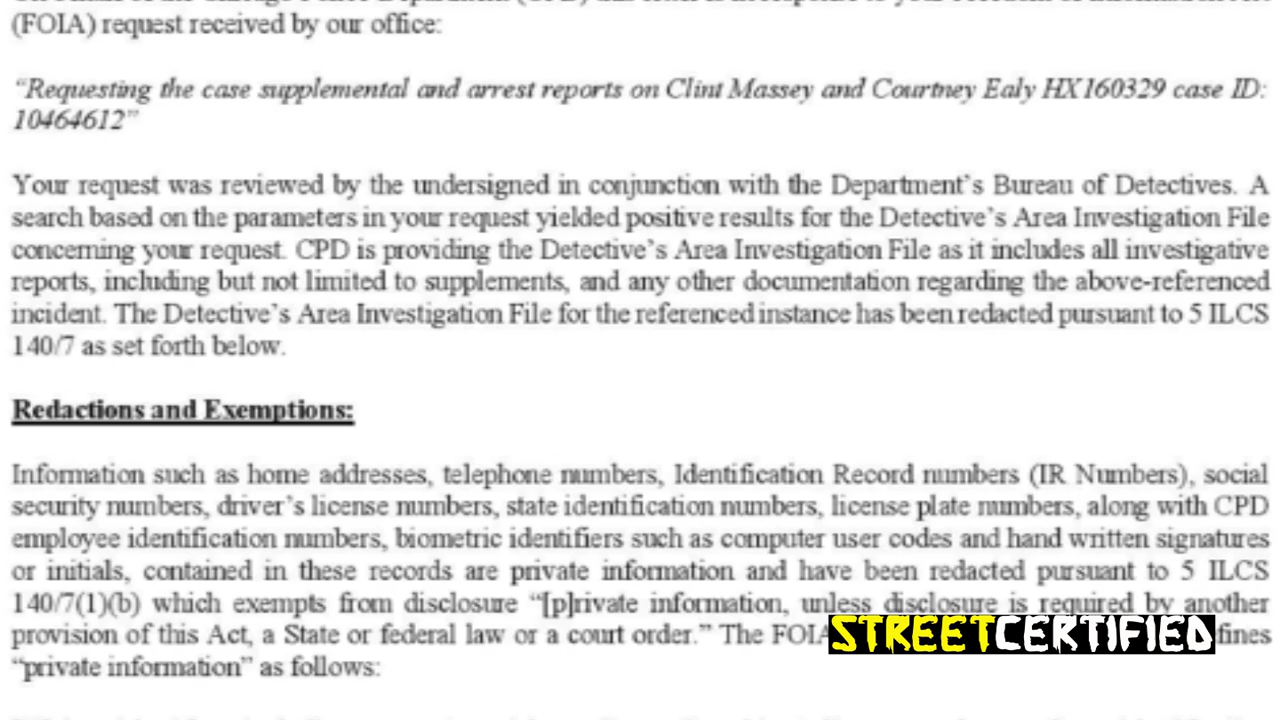 (FOIA) request received by our office:
“Requesting the case supplemental and arrest reports on Clint Massey and Courtney Ealy HX160329 case ID:
10464612”
Your request was reviewed by the undersigned in conjunction with the Department’s Bureau of Detectives. A
search based on the parameters in your request yielded positive results for the Detective’s Area Investigation File
concerning your request. CPD is providing the Detective’s Area Investigation File as it includes all investigative
reports, including but not limited to supplements, and any other documentation regarding the above-referenced
incident. The Detective’s Area Investigation File for the referenced instance has been redacted pursuant to 5 ILCS
140/7 as set forth below.
Redactions and Exemptions:
Information such as home addresses, telephone numbers, Identification Record numbers (IR Numbers), social
security numbers, driver’s license numbers, state identification numbers, license plate numbers, along with CPD
employee identification numbers, biometric identifiers such as computer user codes and hand written signatures
or initials, contained in these records are private information and have been redacted pursuant to 5 ILCS
140/7(1)(b) which exempts from disclosure “[p]rivate information, unless disclosure is required by another
provision of this Act, a State or federal law or a court order.” The FOIA fines
STREETCERTIFIED
“private information” as follows: